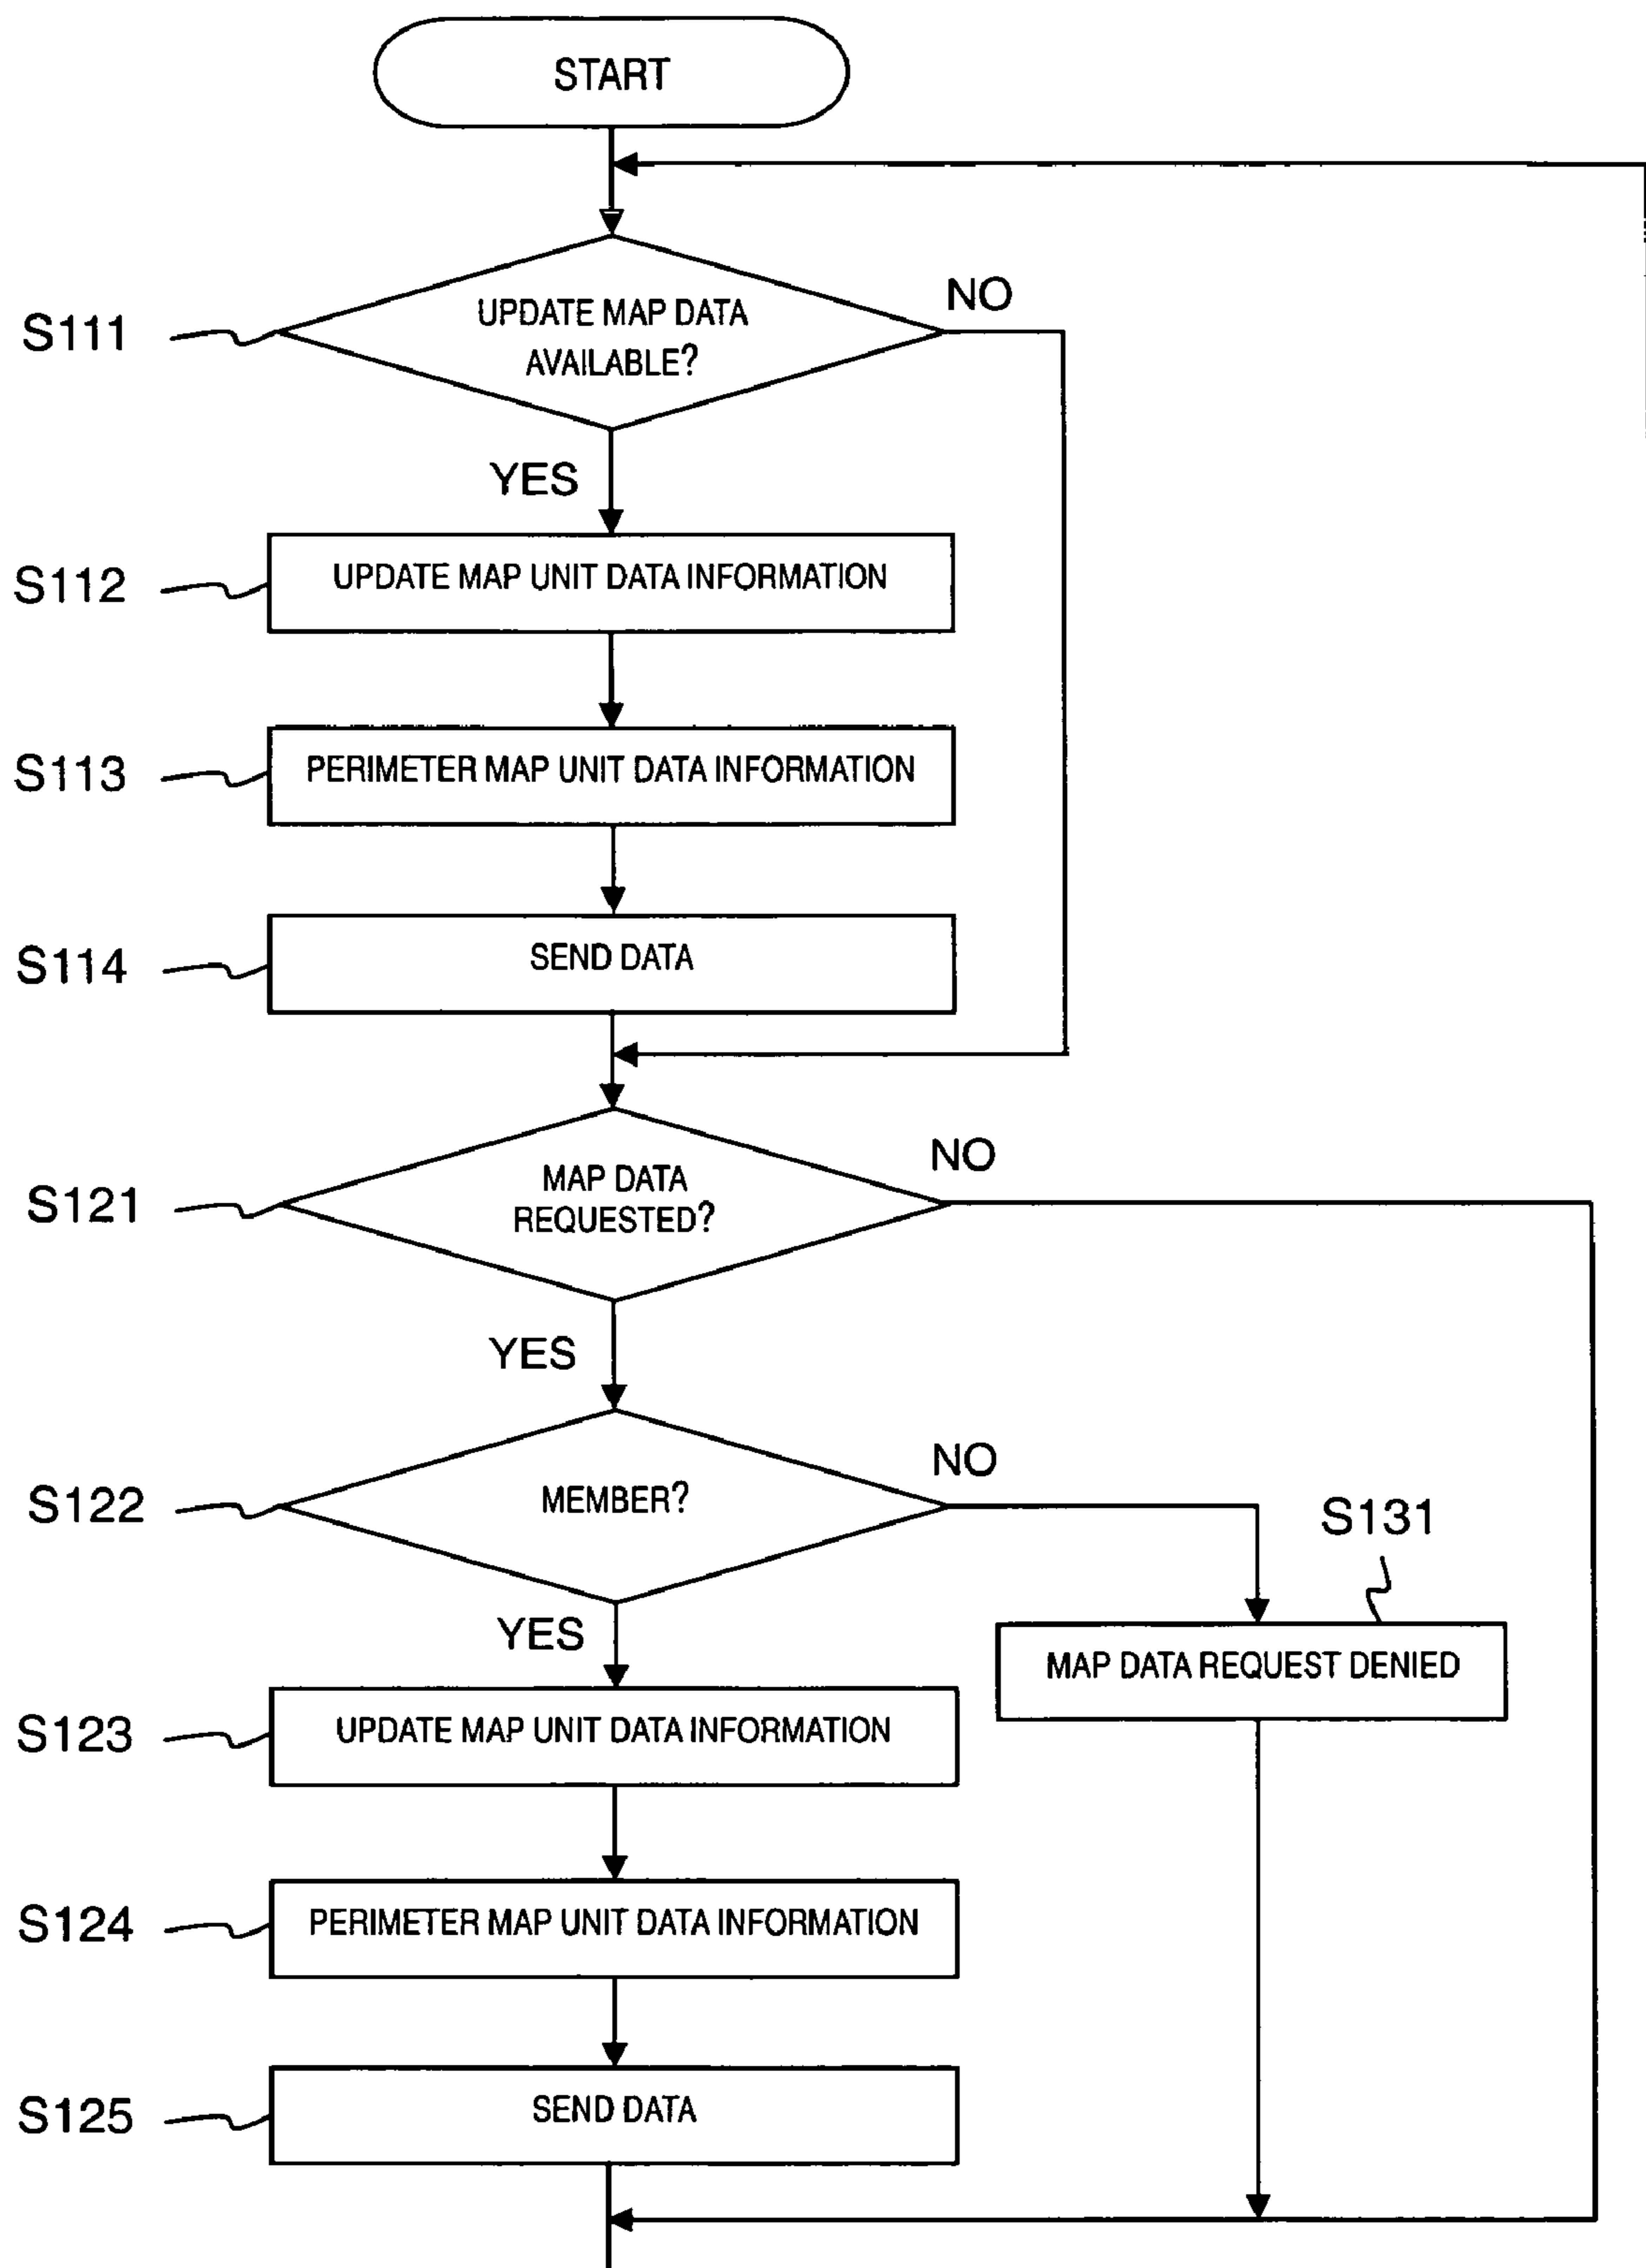 START
NO
UPDATE MAP DATA
AVAILABLE?
S111
YES
UPDATE MAP UNIT DATA INFORMATION
S112
PERIMETER MAP UNIT DATA INFORMATION
S113
SEND DATA
S114
NO
MAP DATA
REQUESTED?
S121
YES
NO
MEMBER?
S122
S131
YES
MAP DATA REQUEST DENIED
UPDATE MAP UNIT DATA INFORMATION
S123
PERIMETER MAP UNIT DATA INFORMATION
S124
SEND DATA
S125